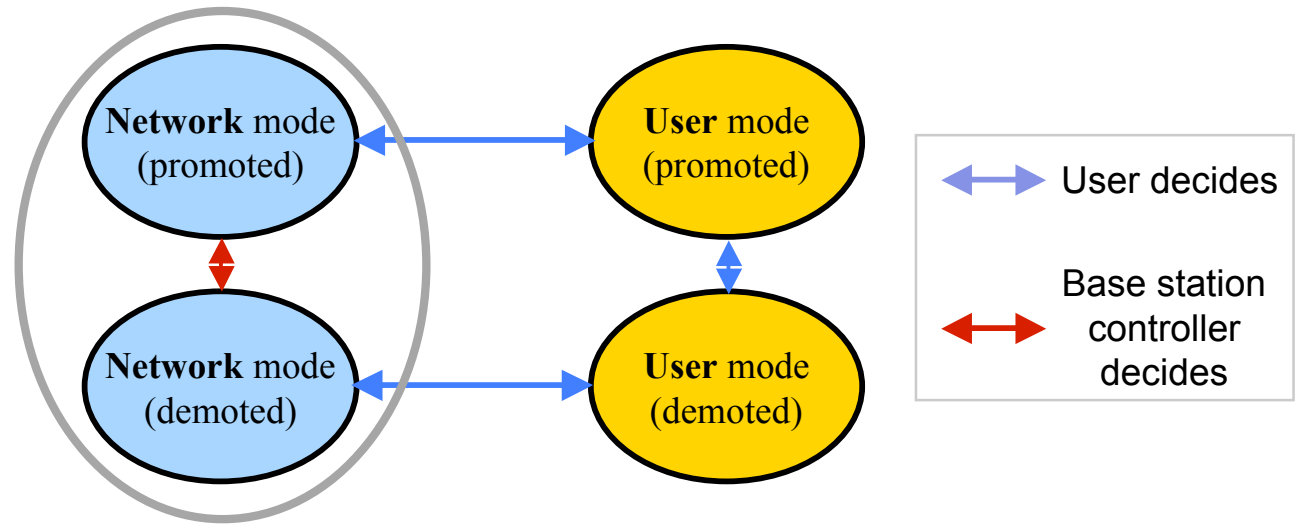 Network mode
(promoted)
User mode
(promoted)
User decides
Base station
controller
decides
Network mode
(demoted)
User mode
(demoted)